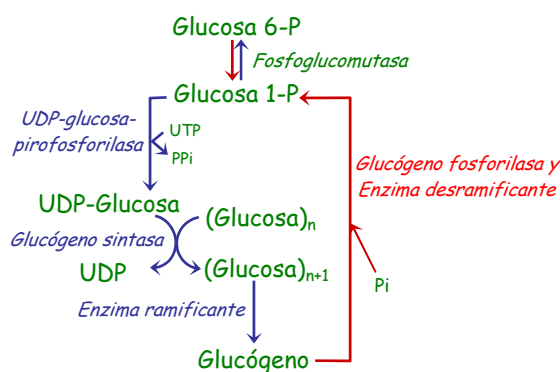 Glucosa 6-P
Fosfoglucomutasa
Glucosa 1-P
UDP-glucosa-
pirofosforilasa
UTP
PPi
Glucógeno fosforilasa y
Enzima desramificante
UDP-Glucosa
(Glucosa)n
Glucógeno sintasa
UDP
(Glucosa)n+1
Pi
Enzima ramificante
Glucógeno